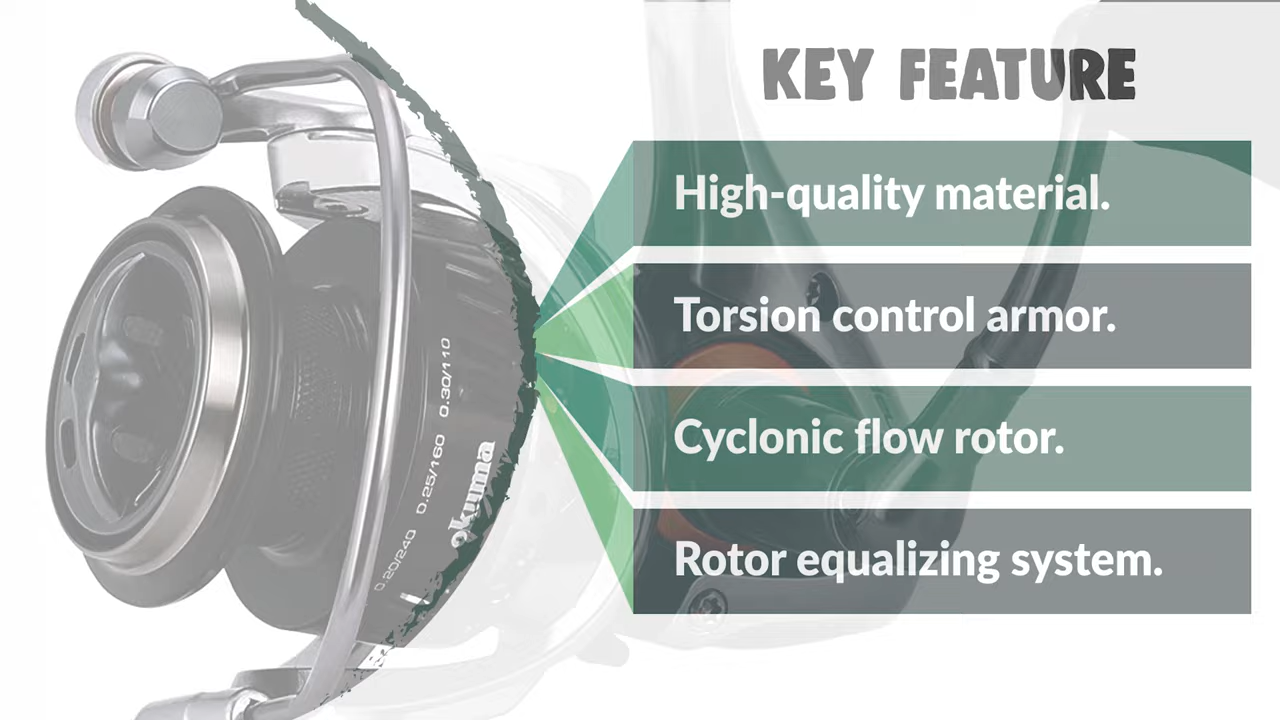 KEY FEATURE
High-quality material.
Torsion control armor.
Cyclonic flow rotor.
Rotor equalizing system.
0.20/240 0.25/160 0.30/110
okuma